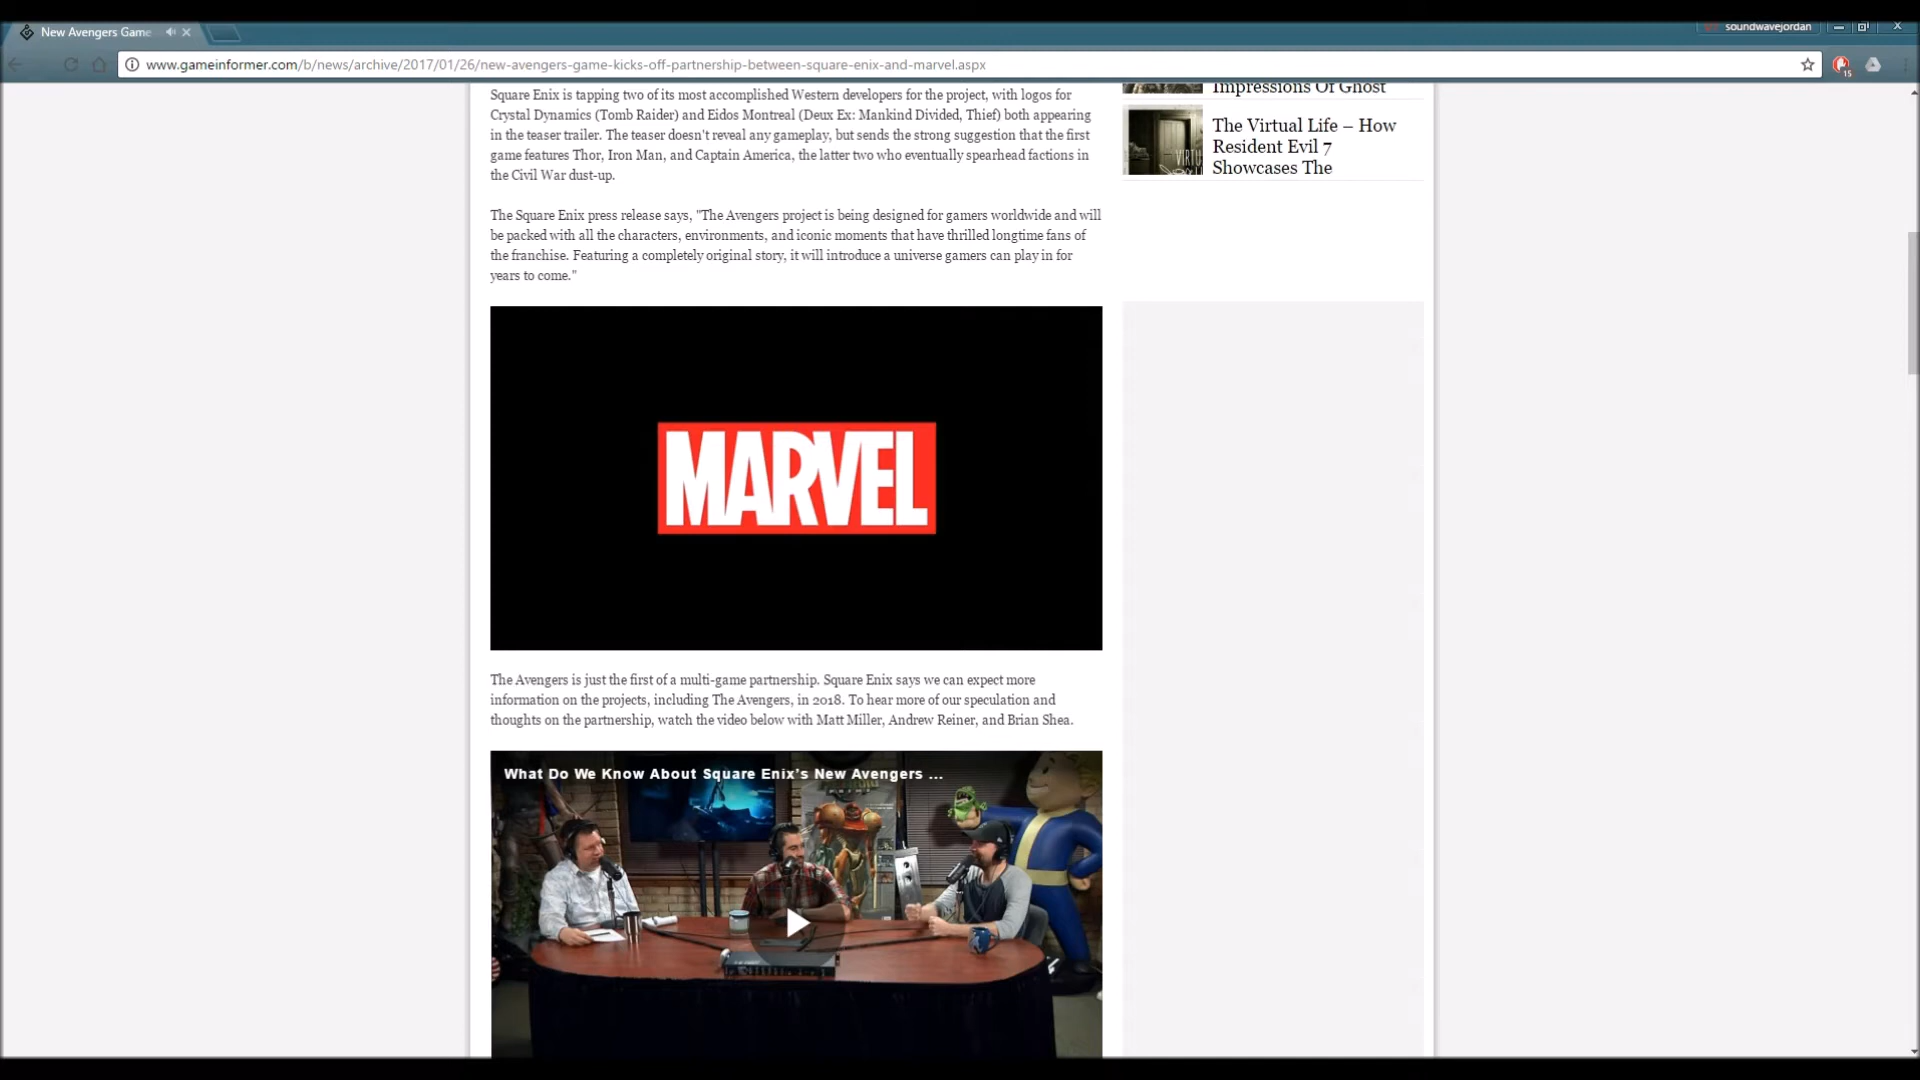 New Avengers Game
soundwavejordan
www.gameinformer.com/b/news/archive/2017/01/26/new-avengers-game-kicks-off-partnership-between-square-enix-and-marvel.aspx
15
Square Enix is tapping two of its most accomplished Western developers for the project, with logos for
Crystal Dynamics (Tomb Raider) and Eidos Montreal (Deux Ex: Mankind Divided, Thief) both appearing
in the teaser trailer. The teaser doesn't reveal any gameplay, but sends the strong suggestion that the first
game features Thor, Iron Man, and Captain America, the latter two who eventually spearhead factions in
the Civil War dust-up.
The Square Enix press release says, "The Avengers project is being designed for gamers worldwide and will
be packed with all the characters, environments, and iconic moments that have thrilled longtime fans of
the franchise. Featuring a completely original story, it will introduce a universe gamers can play in for
years to come."
MARVEL
The Avengers is just the first of a multi-game partnership. Square Enix says we can expect more
information on the projects, including The Avengers, in 2018. To hear more of our speculation and
thoughts on the partnership, watch the video below with Matt Miller, Andrew Reiner, and Brian Shea.
What Do We Know About Square Enix's New Avengers ...
Impressions Of Ghost
The Virtual Life – How
Resident Evil 7
Showcases The